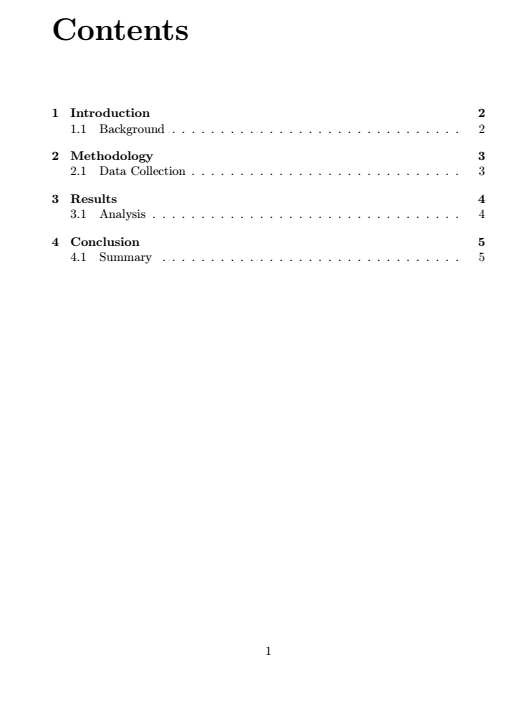 Contents
1 Introduction 2
1.1 Background . . . . . . . . . . . . . . . . . . . . . . . . . . . . . . 2
2 Methodology 3
2.1 Data Collection . . . . . . . . . . . . . . . . . . . . . . . . . . . . 3
3 Results 4
3.1 Analysis . . . . . . . . . . . . . . . . . . . . . . . . . . . . . . . . 4
4 Conclusion 5
4.1 Summary . . . . . . . . . . . . . . . . . . . . . . . . . . . . . . . 5
1